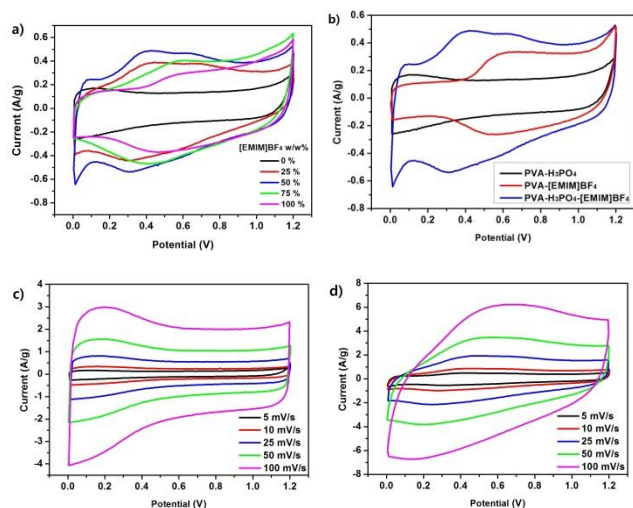 a)
Current (A/g)
0.6
0.4
0.2
0.0
-0.2
-0.4
-0.6
-0.8
0.0 0.2 0.4 0.6 0.8 1.0 1.2
Potential (V)
[EMIM]BF₄ w/w%
0 %
25 %
50 %
75 %
100 %
b)
Current (A/g)
0.6
0.4
0.2
0.0
-0.2
-0.4
-0.6
-0.8
0.0 0.2 0.4 0.6 0.8 1.0 1.2
Potential (V)
PVA-H₃PO₄
PVA-[EMIM]BF₄
PVA-H₃PO₄-[EMIM]BF₄
c)
Current (A/g)
4
3
2
1
0
-1
-2
-3
-4
0.0 0.2 0.4 0.6 0.8 1.0 1.2
Potential (V)
5 mV/s
10 mV/s
25 mV/s
50 mV/s
100 mV/s
d)
Current (A/g)
8
6
4
2
0
-2
-4
-6
-8
0.0 0.2 0.4 0.6 0.8 1.0 1.2
Potential (V)
5 mV/s
10 mV/s
25 mV/s
50 mV/s
100 mV/s